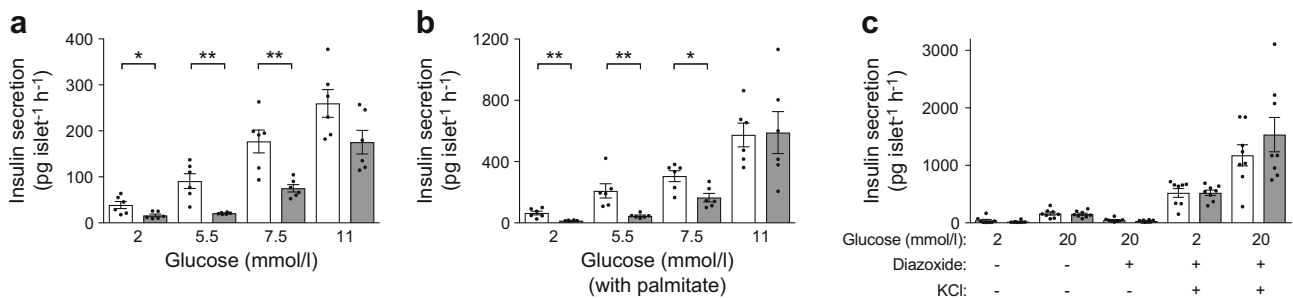 a
Insulin secretion
(pg islet-1 h-1)
400
300
200
100
0
*
**
**
2
5.5
7.5
11
Glucose (mmol/l)
b
Insulin secretion
(pg islet-1 h-1)
1200
800
400
0
**
**
*
2
5.5
7.5
11
Glucose (mmol/l)
(with palmitate)
c
Insulin secretion
(pg islet-1 h-1)
3000
2000
1000
0
Glucose (mmol/l): 2 20 20 2 20
Diazoxide: - - + + +
KCl: - - - + +